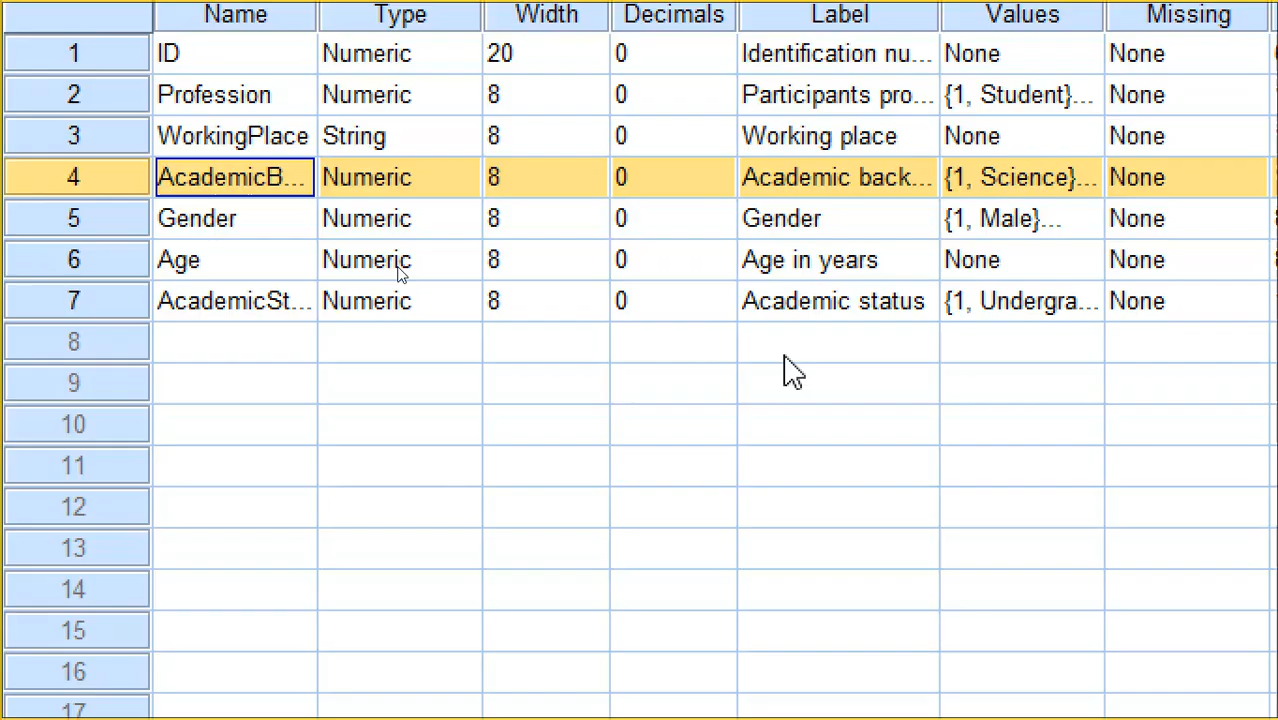 Name Type Width Decimals Label Values Missing
1 ID Numeric 20 0 Identification nu... None None
2 Profession Numeric 8 0 Participants pro... {1, Student}... None
3 WorkingPlace String 8 0 Working place None None
4 AcademicB... Numeric 8 0 Academic back... {1, Science}... None
5 Gender Numeric 8 0 Gender {1, Male}... None
6 Age Numeric 8 0 Age in years None None
7 AcademicSt... Numeric 8 0 Academic status {1, Undergra... None
8
9
10
11
12
13
14
15
16
17